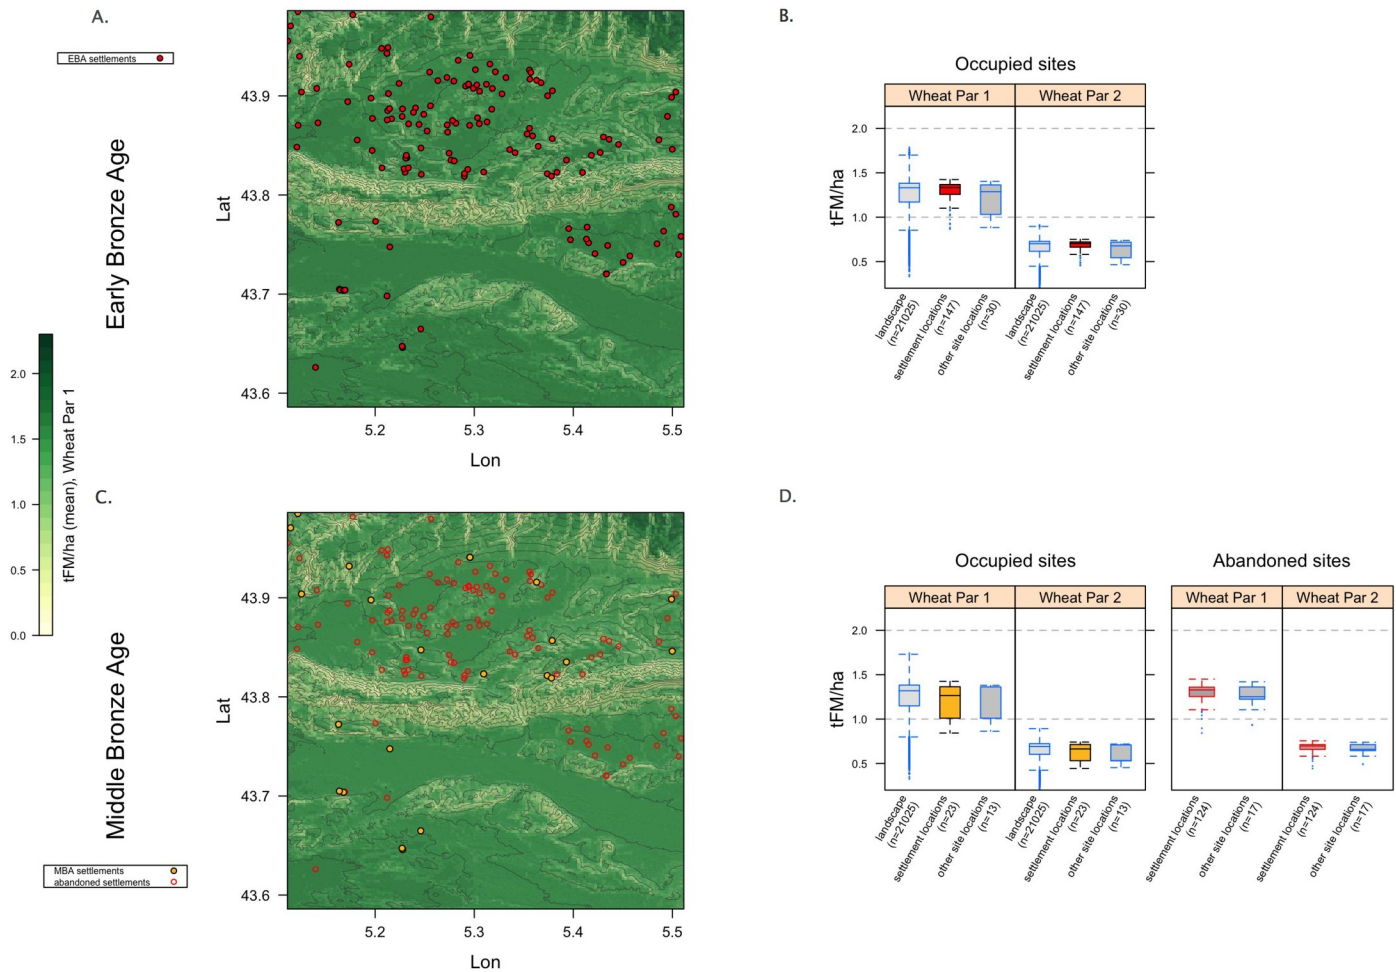 A.
EBA settlements
Early Bronze Age
43.9
43.8
43.7
43.6
Lat
5.2
5.3
5.4
5.5
Lon
B.
Occupied sites
Wheat Par 1
Wheat Par 2
2.0
1.5
1.0
0.5
tFM/ha
landscape
(n=21025)
settlement locations
(n=147)
other site locations
(n=30)
landscape
(n=21025)
settlement locations
(n=147)
other site locations
(n=30)
2.0
1.5
1.0
0.5
0.0
tFM/ha (mean), Wheat Par 1
C.
Middle Bronze Age
MBA settlements
abandoned settlements
43.9
43.8
43.7
43.6
Lat
5.2
5.3
5.4
5.5
Lon
D.
Occupied sites
Wheat Par 1
Wheat Par 2
2.0
1.5
1.0
0.5
tFM/ha
landscape
(n=21025)
settlement locations
(n=23)
other site locations
(n=13)
landscape
(n=21025)
settlement locations
(n=23)
other site locations
(n=13)
Abandoned sites
Wheat Par 1
Wheat Par 2
settlement locations
(n=124)
other site locations
(n=17)
settlement locations
(n=124)
other site locations
(n=17)